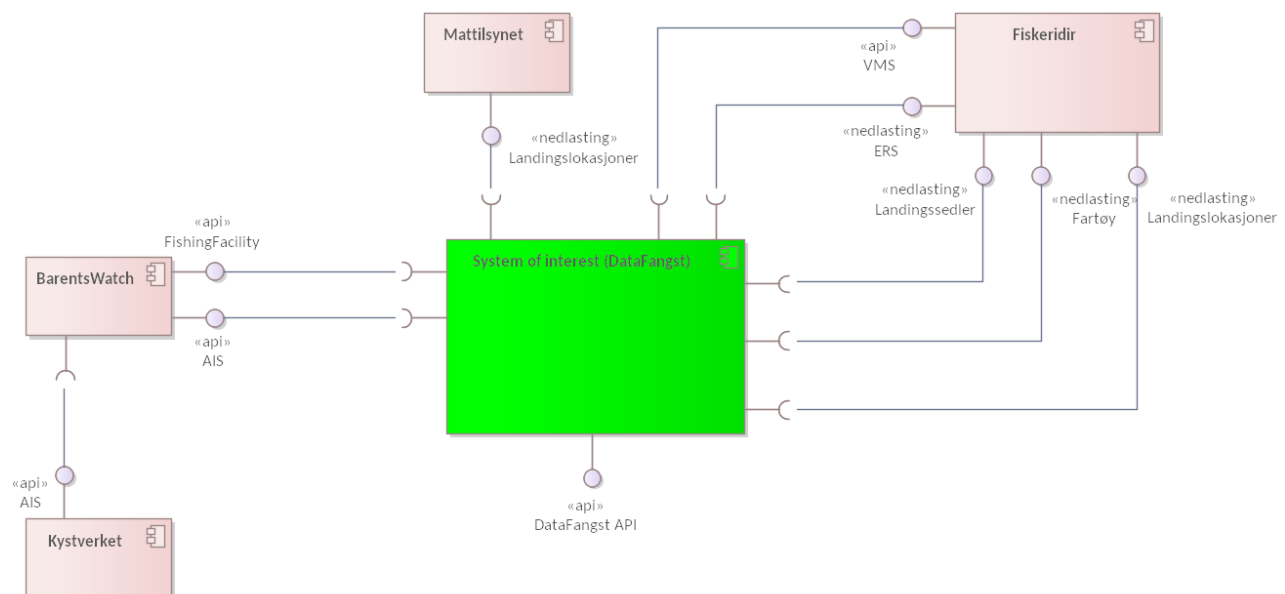 Mattilsynet
Fiskeridir
«api»
VMS
«nedlasting»
Landingslokasjoner
«nedlasting»
ERS
«nedlasting»
Landingssedler
«nedlasting»
Fartøy
«nedlasting»
Landingslokasjoner
«api»
FishingFacility
System of interest (DataFangst)
BarentsWatch
«api»
AIS
«api»
AIS
«api»
DataFangst API
Kystverket